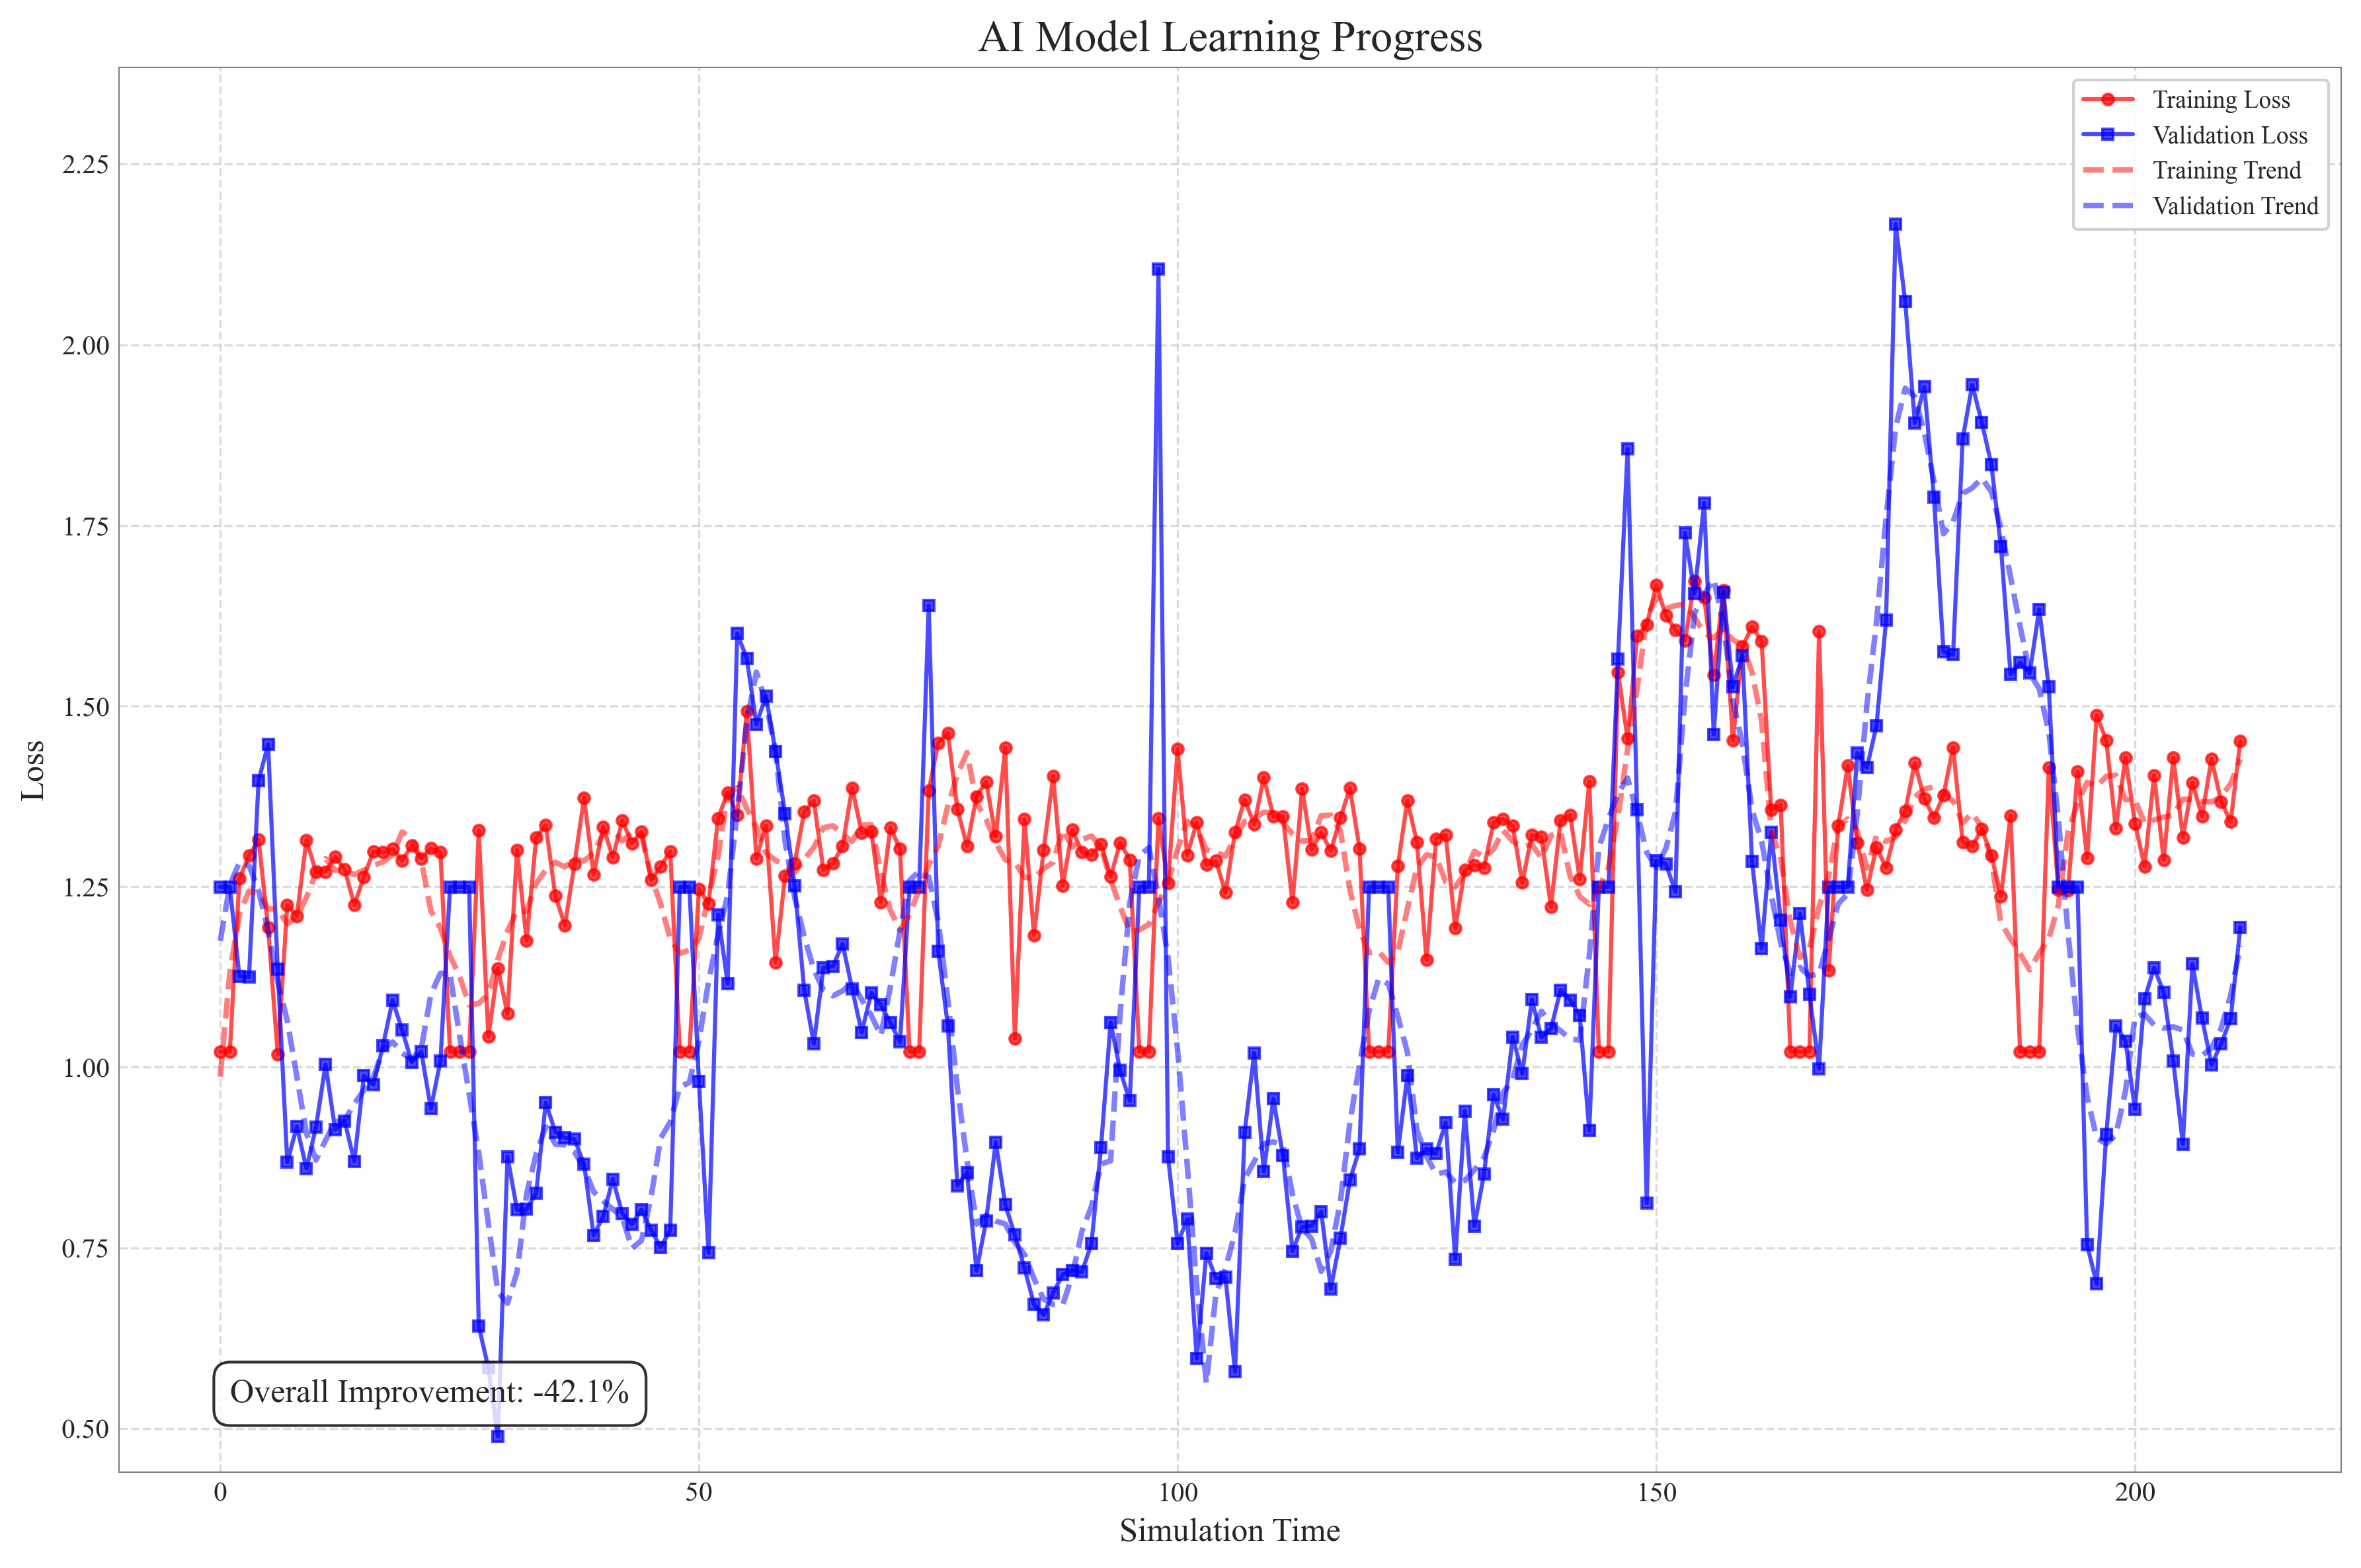 AI Model Learning Progress
Training Loss
Validation Loss
Training Trend
Validation Trend
2.25
2.00
1.75
1.50
1.25
1.00
0.75
0.50
Loss
Overall Improvement: -42.1%
0
50
100
150
200
Simulation Time